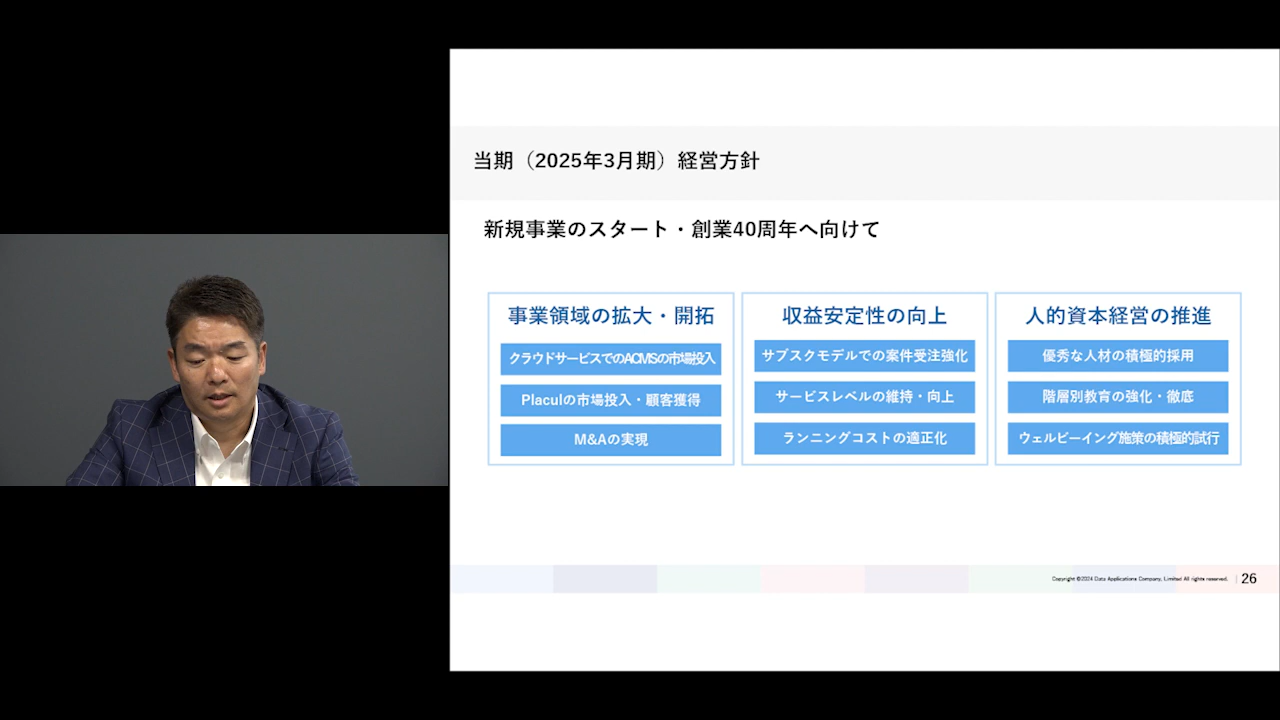 当期（2025年3月期）経営方針
新規事業のスタート・創業40周年へ向けて
事業領域の拡大・開拓
クラウドサービスでのACMSの市場投入
Placulの市場投入・顧客獲得
M&Aの実現
収益安定性の向上
サブスクモデルでの案件受注強化
サービスレベルの維持・向上
ランニングコストの適正化
人的資本経営の推進
優秀な人材の積極的採用
階層別教育の強化・徹底
ウェルビーイング施策の積極的試行
Copyright ©2024 Data Applications Company, Limited All rights reserved. | 26